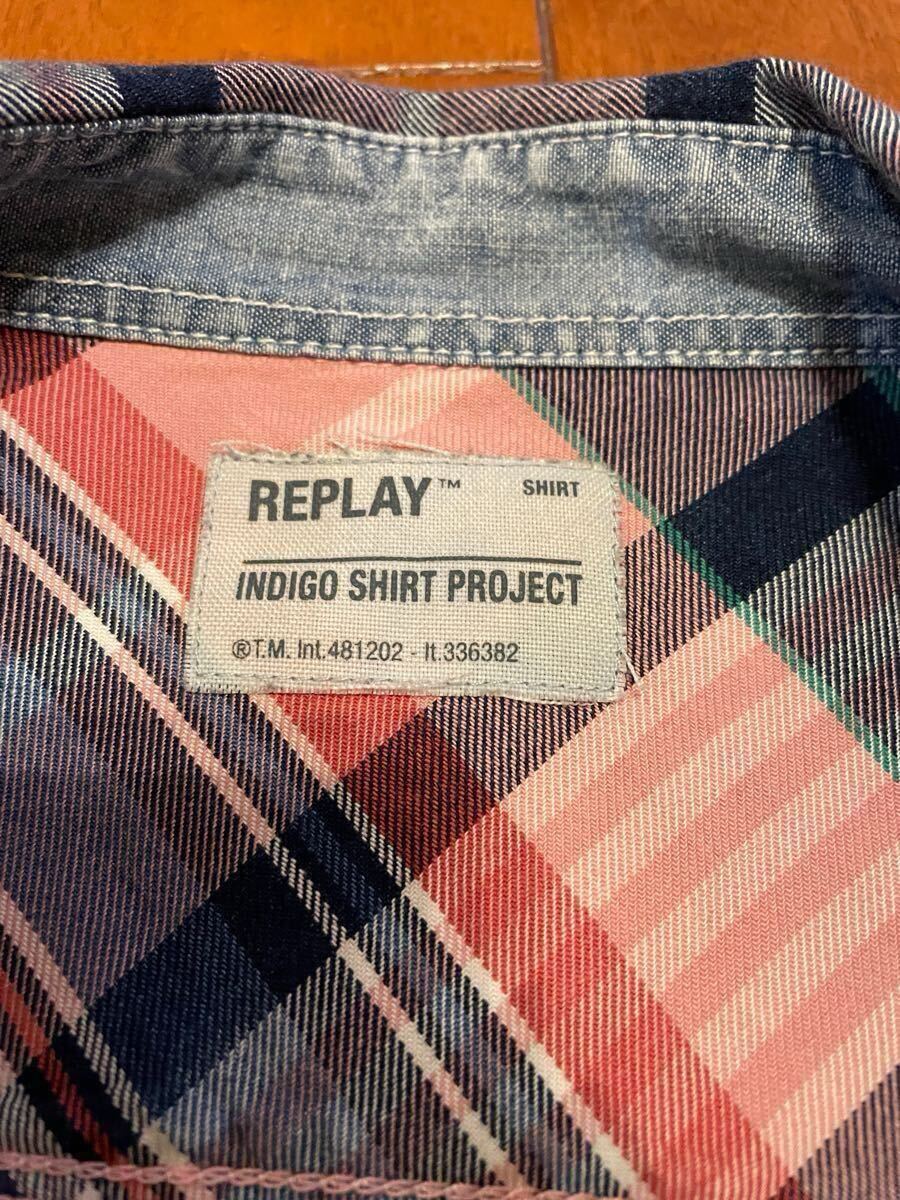 REPLAY™ SHIRT
INDIGO SHIRT PROJECT
®T.M. Int.481202 - It.336382